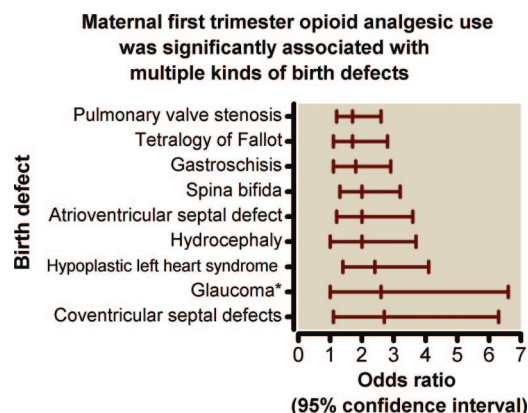 Maternal first trimester opioid analgesic use
was significantly associated with
multiple kinds of birth defects
Birth defect
Pulmonary valve stenosis
Tetralogy of Fallot
Gastroschisis
Spina bifida
Atrioventricular septal defect
Hydrocephaly
Hypoplastic left heart syndrome
Glaucoma*
Coventricular septal defects
0 1 2 3 4 5 6 7
Odds ratio
(95% confidence interval)